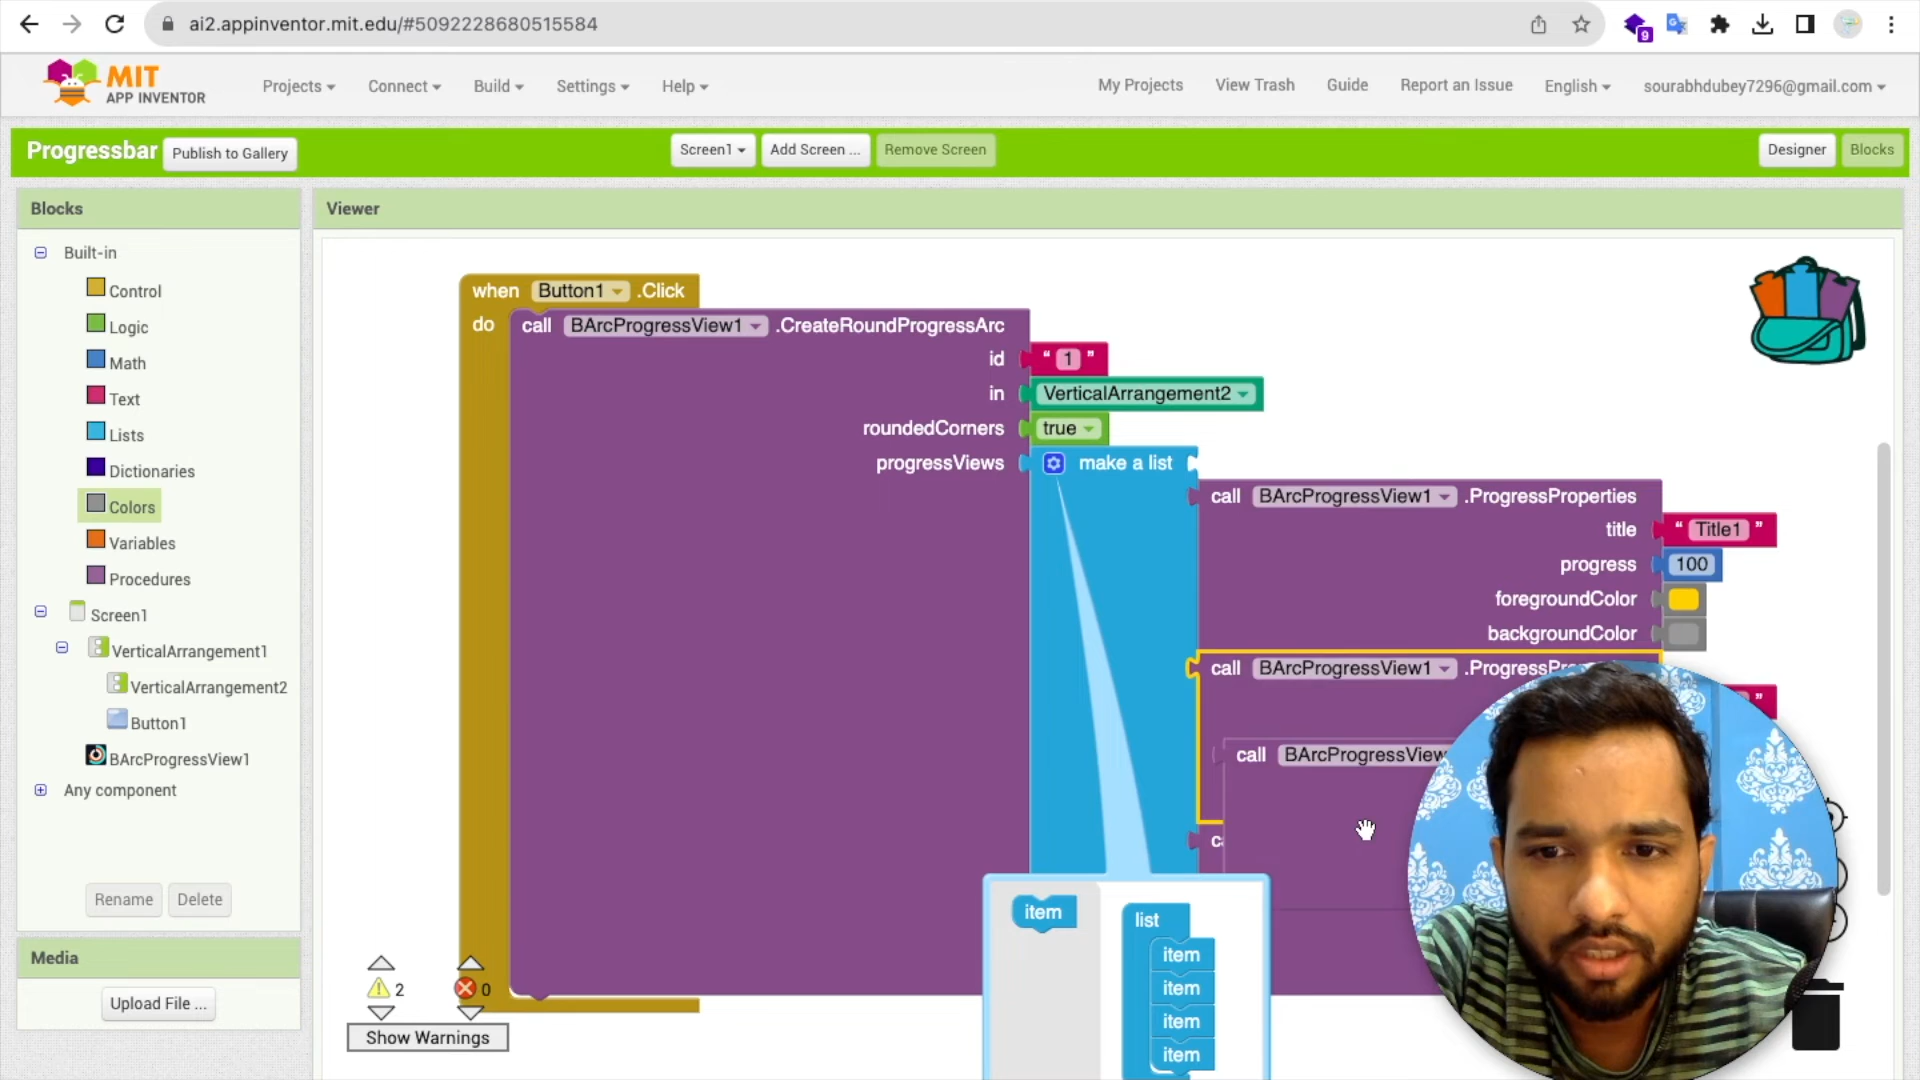 ai2.appinventor.mit.edu/#5092228680515584
9
MIT
APP INVENTOR
Projects
Connect
Build
Settings
Help
My Projects
View Trash
Guide
Report an Issue
English
sourabhdubey7296@gmail.com
Progressbar
Publish to Gallery
Screen1
Add Screen ...
Remove Screen
Designer
Blocks
Blocks
Viewer
Built-in
Control
Logic
Math
Text
Lists
Dictionaries
Colors
Variables
Procedures
Screen1
VerticalArrangement1
VerticalArrangement2
Button1
BArcProgressView1
Any component
Rename
Delete
Media
Upload File ...
when Button1 .Click
do call BArcProgressView1 .CreateRoundProgressArc
id " 1 "
in VerticalArrangement2
roundedCorners true
progressViews make a list
call BArcProgressView1 .ProgressProperties
title " Title1 "
progress 100
foregroundColor
backgroundColor
call BArcProgressView1
"
call
item
list
item
item
item
item
2
0
Show Warnings